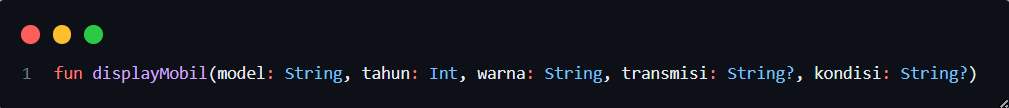 1 fun displayMobil(model: String, tahun: Int, warna: String, transmisi: String?, kondisi: String?)